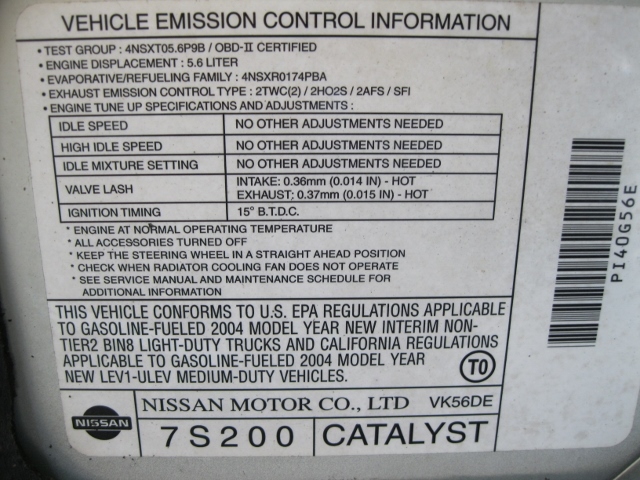 VEHICLE EMISSION CONTROL INFORMATION
• TEST GROUP : 4NSXT05.6P9B / OBD-II CERTIFIED
• ENGINE DISPLACEMENT : 5.6 LITER
• EVAPORATIVE/REFUELING FAMILY : 4NSXR0174PBA
• EXHAUST EMISSION CONTROL TYPE : 2TWC(2) / 2HO2S / 2AFS / SFI
• ENGINE TUNE UP SPECIFICATIONS AND ADJUSTMENTS
IDLE SPEED NO OTHER ADJUSTMENTS NEEDED
HIGH IDLE SPEED NO OTHER ADJUSTMENTS NEEDED
IDLE MIXTURE SETTING NO OTHER ADJUSTMENTS NEEDED
VALVE LASH INTAKE: 0.36mm (0.014 IN) - HOT
EXHAUST; 0.37mm (0.015 IN) - HOT
IGNITION TIMING 15° B.T.D.C.
* ENGINE AT NORMAL OPERATING TEMPERATURE
* ALL ACCESSORIES TURNED OFF
* KEEP THE STEERING WHEEL IN A STRAIGHT AHEAD POSITION
* CHECK WHEN RADIATOR COOLING FAN DOES NOT OPERATE
* SEE SERVICE MANUAL AND MAINTENANCE SCHEDULE FOR
ADDITIONAL INFORMATION
THIS VEHICLE CONFORMS TO U.S. EPA REGULATIONS APPLICABLE
TO GASOLINE-FUELED 2004 MODEL YEAR NEW INTERIM NON-
TIER2 BIN8 LIGHT-DUTY TRUCKS AND CALIFORNIA REGULATIONS
APPLICABLE TO GASOLINE-FUELED 2004 MODEL YEAR
NEW LEV1-ULEV MEDIUM-DUTY VEHICLES.
T0
NISSAN
NISSAN MOTOR CO., LTD VK56DE
7S200 CATALYST
PI40G56E